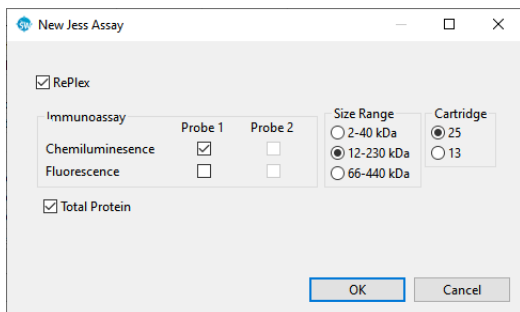 New Jess Assay
RePlex
Immunoassay
Probe 1 Probe 2
Chemiluminesence
Fluorescence
Size Range
2-40 kDa
12-230 kDa
66-440 kDa
Cartridge
25
13
Total Protein
OK Cancel